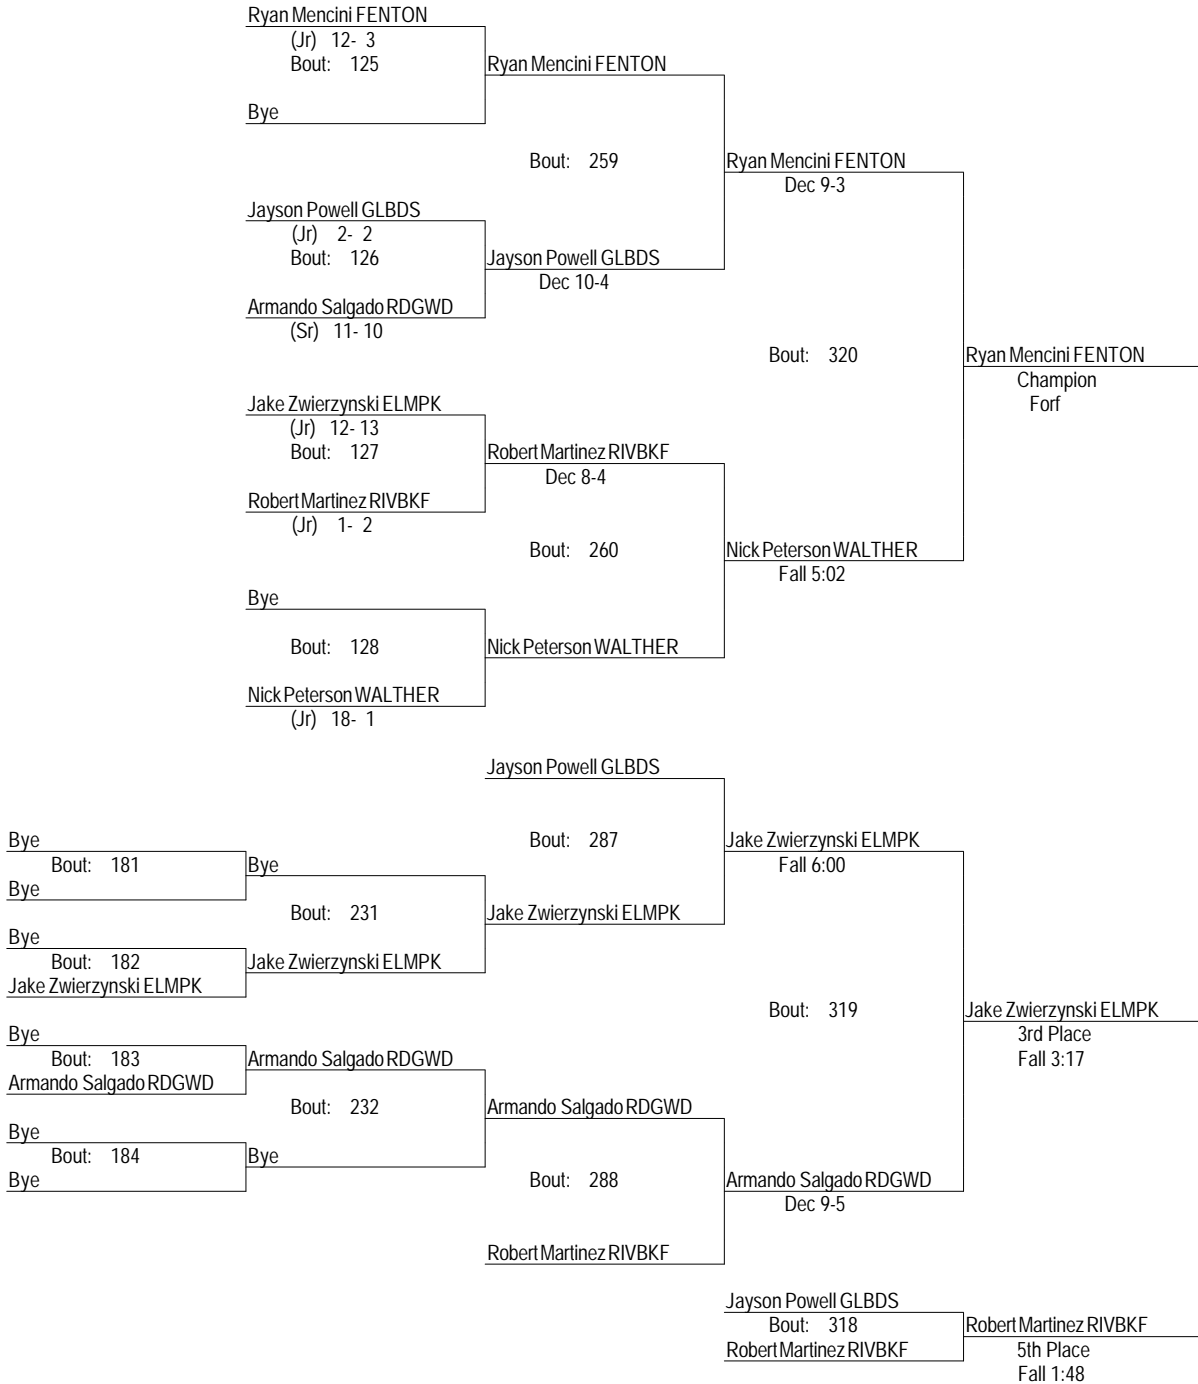 Ryan Mencini FENTON
(Jr) 12- 3
Bout: 125
Ryan Mencini FENTON
Bye
Bout: 259
Ryan Mencini FENTON
Dec 9-3
Jayson Powell GLBDS
(Jr) 2- 2
Bout: 126
Jayson Powell GLBDS
Dec 10-4
Armando Salgado RDGWD
(Sr) 11- 10
Bout: 320
Ryan Mencini FENTON
Champion
Forf
Jake Zwierzynski ELMPK
(Jr) 12- 13
Bout: 127
Robert Martinez RIVBKF
Dec 8-4
Robert Martinez RIVBKF
(Jr) 1- 2
Bout: 260
Nick Peterson WALTHER
Fall 5:02
Bye
Bout: 128
Nick Peterson WALTHER
Nick Peterson WALTHER
(Jr) 18- 1
Jayson Powell GLBDS
Bout: 287
Jake Zwierzynski ELMPK
Fall 6:00
Bye
Bout: 181
Bye
Bye
Bout: 231
Jake Zwierzynski ELMPK
Bye
Bout: 182
Jake Zwierzynski ELMPK
Jake Zwierzynski ELMPK
Bout: 319
Jake Zwierzynski ELMPK
3rd Place
Fall 3:17
Bye
Bout: 183
Armando Salgado RDGWD
Armando Salgado RDGWD
Bout: 232
Armando Salgado RDGWD
Bye
Bout: 184
Bye
Bye
Bout: 288
Armando Salgado RDGWD
Dec 9-5
Robert Martinez RIVBKF
Jayson Powell GLBDS
Bout: 318
Robert Martinez RIVBKF
Robert Martinez RIVBKF
5th Place
Fall 1:48